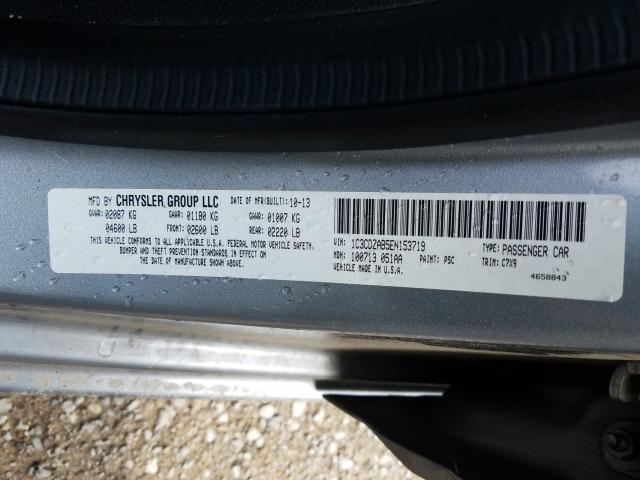 MFD BY CHRYSLER GROUP LLC DATE OF MFR(BUILT): 10-13
GVWR: 02087 KG GAWR: 01180 KG GAWR: 01007 KG
04600 LB FRONT: 02600 LB REAR: 02220 LB
THIS VEHICLE CONFORMS TO ALL APPLICABLE U.S.A. FEDERAL MOTOR VEHICLE SAFETY,
BUMPER AND THEFT PREVENTION STANDARDS IN EFFECT ON
THE DATE OF MANUFACTURE SHOWN ABOVE.
VIN: 1C3CDZAB5EN153719 TYPE: PASSENGER CAR
MDH: 100713 051AA PAINT: PSC TRIM: C7X9
VEHICLE MADE IN U.S.A.
4658843